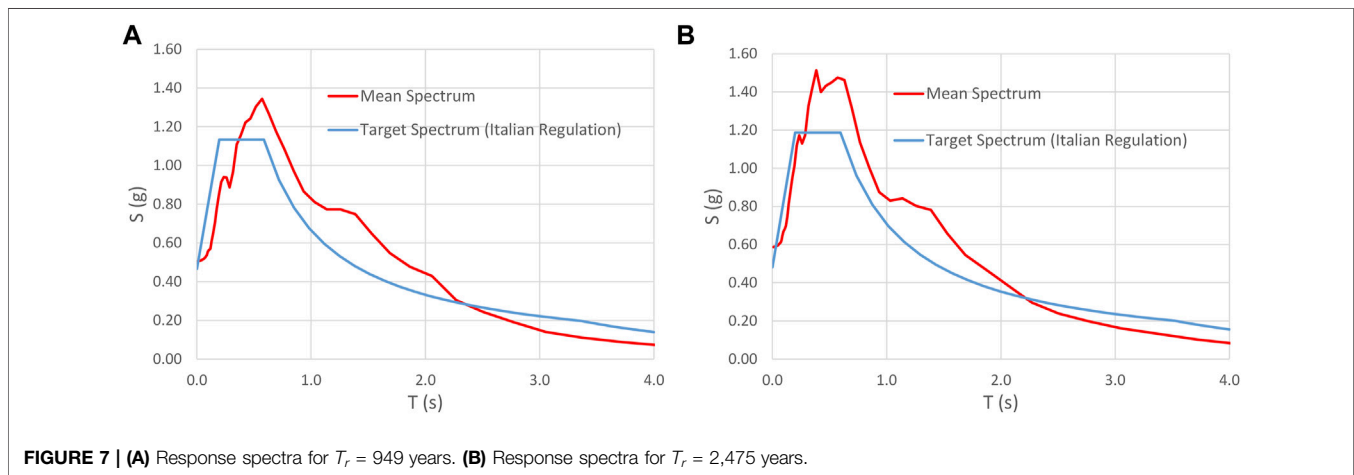 A
1.60
1.40
1.20
1.00
0.80
0.60
0.40
0.20
0.00
S (g)
Mean Spectrum
Target Spectrum (Italian Regulation)
0.0 1.0 2.0 3.0 4.0
T (s)
B
1.60
1.40
1.20
1.00
0.80
0.60
0.40
0.20
0.00
S (g)
Mean Spectrum
Target Spectrum (Italian Regulation)
0.0 1.0 2.0 3.0 4.0
T (s)
FIGURE 7 | (A) Response spectra for Tr = 949 years. (B) Response spectra for Tr = 2,475 years.